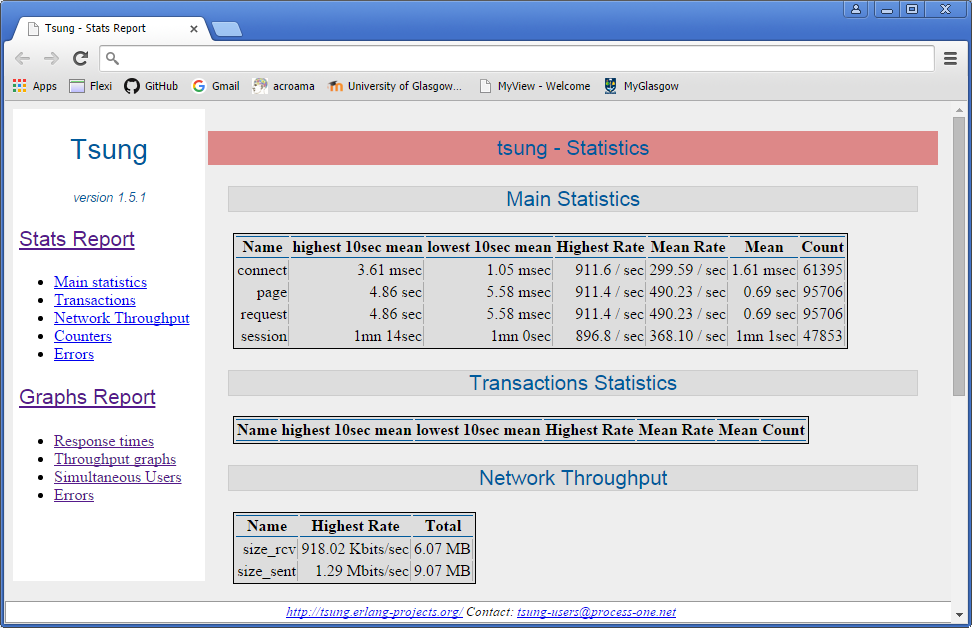 Tsung - Stats Report
Apps Flexi GitHub Gmail acroama University of Glasgow... MyView - Welcome MyGlasgow
Tsung
version 1.5.1
Stats Report
Main statistics
Transactions
Network Throughput
Counters
Errors
Graphs Report
Response times
Throughput graphs
Simultaneous Users
Errors
tsung - Statistics
Main Statistics
Name highest 10sec mean lowest 10sec mean Highest Rate Mean Rate Mean Count
connect 3.61 msec 1.05 msec 911.6 / sec 299.59 / sec 1.61 msec 61395
page 4.86 sec 5.58 msec 911.4 / sec 490.23 / sec 0.69 sec 95706
request 4.86 sec 5.58 msec 911.4 / sec 490.23 / sec 0.69 sec 95706
session 1mn 14sec 1mn 0sec 896.8 / sec 368.10 / sec 1mn 1sec 47853
Transactions Statistics
Name highest 10sec mean lowest 10sec mean Highest Rate Mean Rate Mean Count
Network Throughput
Name Highest Rate Total
size_rcv 918.02 Kbits/sec 6.07 MB
size_sent 1.29 Mbits/sec 9.07 MB
http://tsung.erlang-projects.org/ Contact: tsung-users@process-one.net